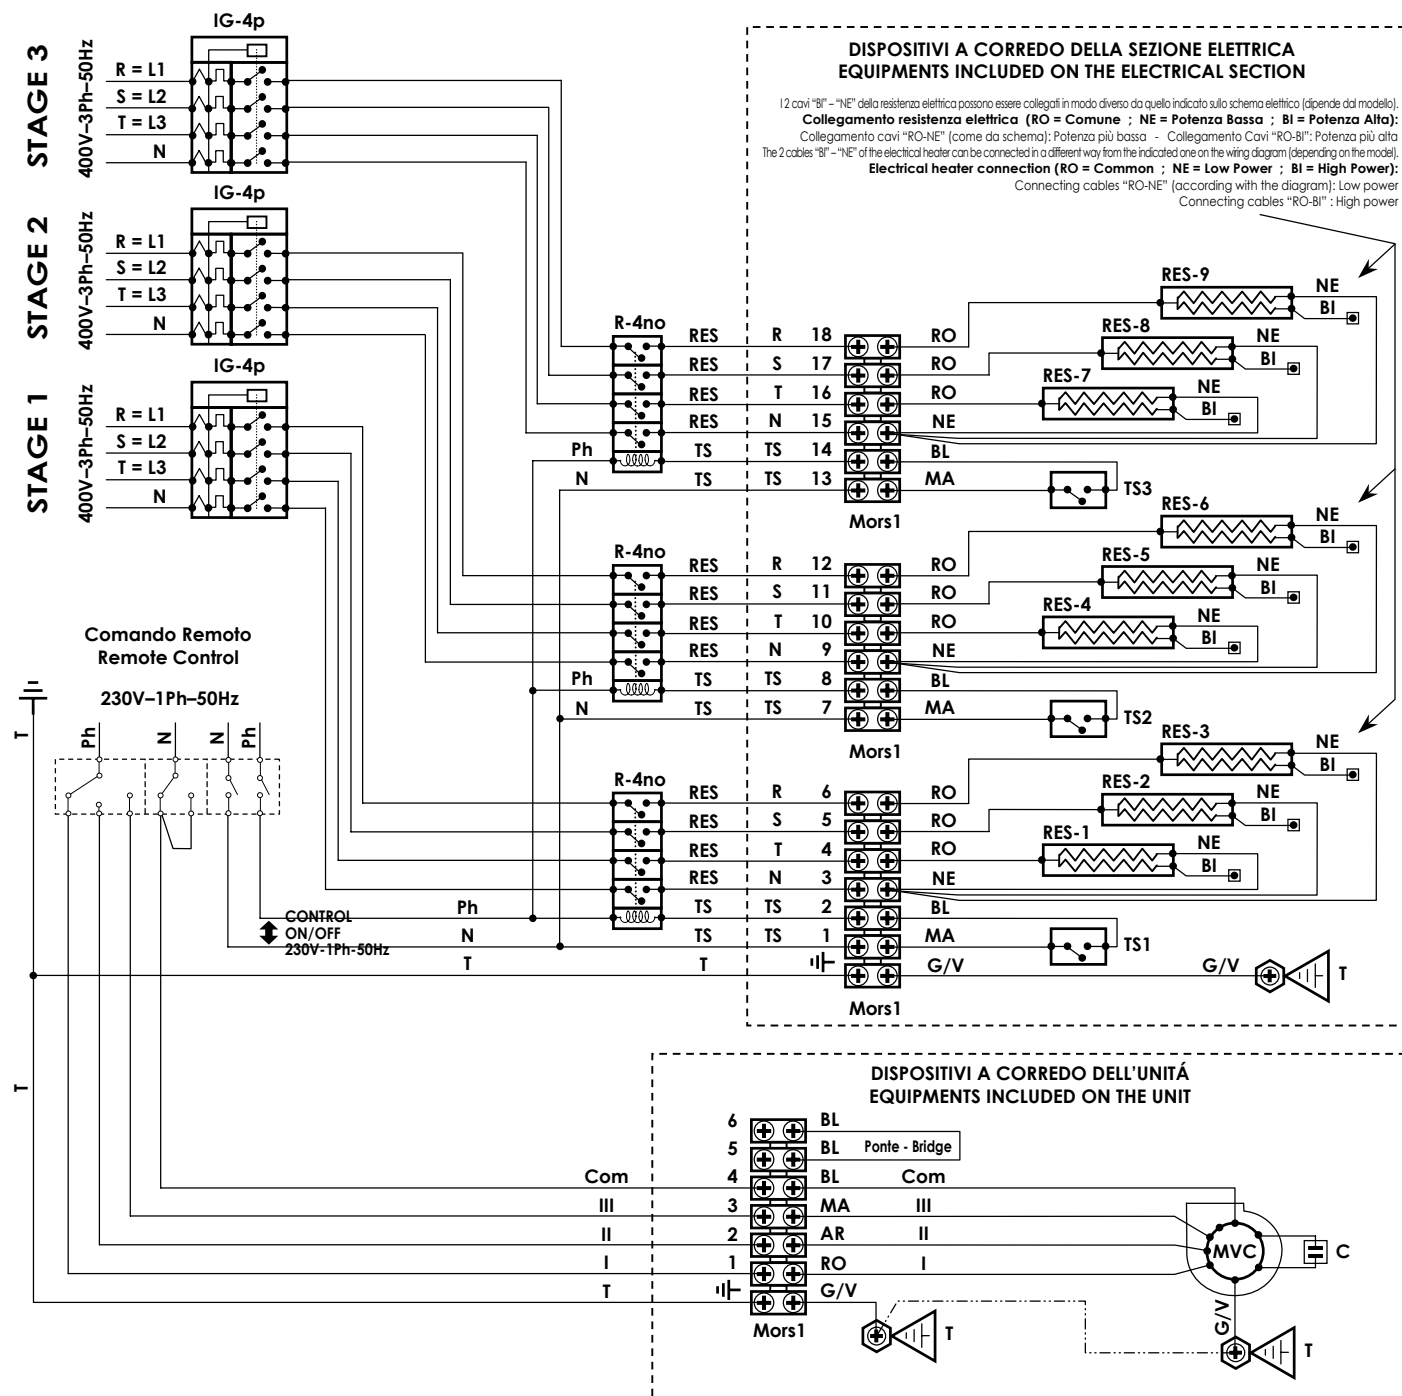 IG-4p
STAGE 3
400V–3Ph–50Hz
R = L1
S = L2
T = L3
N
IG-4p
STAGE 2
400V–3Ph–50Hz
R = L1
S = L2
T = L3
N
IG-4p
STAGE 1
400V–3Ph–50Hz
R = L1
S = L2
T = L3
N
DISPOSITIVI A CORREDO DELLA SEZIONE ELETTRICA
EQUIPMENTS INCLUDED ON THE ELECTRICAL SECTION
I 2 cavi “BI” – “NE” della resistenza elettrica possono essere collegati in modo diverso da quello indicato sullo schema elettrico (dipende dal modello).
Collegamento resistenza elettrica (RO = Comune ; NE = Potenza Bassa ; BI = Potenza Alta):
Collegamento cavi “RO-NE” (come da schema): Potenza più bassa - Collegamento Cavi “RO-BI”: Potenza più alta
The 2 cables “BI” – “NE” of the electrical heater can be connected in a different way from the indicated one on the wiring diagram (depending on the model).
Electrical heater connection (RO = Common ; NE = Low Power ; BI = High Power):
Connecting cables “RO-NE” (according with the diagram): Low power
Connecting cables “RO-BI” : High power
R-4no
RES R 18 RO
RES S 17 RO
RES T 16 RO
RES N 15 NE
Ph TS TS 14 BL
N TS TS 13 MA
Mors1
RES-9
NE
BI
RES-8
NE
BI
RES-7
NE
BI
TS3
R-4no
RES R 12 RO
RES S 11 RO
RES T 10 RO
RES N 9 NE
Ph TS TS 8 BL
N TS TS 7 MA
Mors1
RES-6
NE
BI
RES-5
NE
BI
RES-4
NE
BI
TS2
Comando Remoto
Remote Control
230V–1Ph–50Hz
Ph
N
N
Ph
T
R-4no
RES R 6 RO
RES S 5 RO
RES T 4 RO
RES N 3 NE
Ph TS TS 2 BL
N TS TS 1 MA
T T G/V G/V T
Mors1
RES-3
NE
BI
RES-2
NE
BI
RES-1
NE
BI
TS1
CONTROL
ON/OFF
230V-1Ph-50Hz
T
DISPOSITIVI A CORREDO DELL’UNITÁ
EQUIPMENTS INCLUDED ON THE UNIT
6 BL
5 BL Ponte - Bridge
Com 4 BL Com
III 3 MA III
II 2 AR II
I 1 RO I
T G/V
Mors1
MVC
C
G/V
T
T